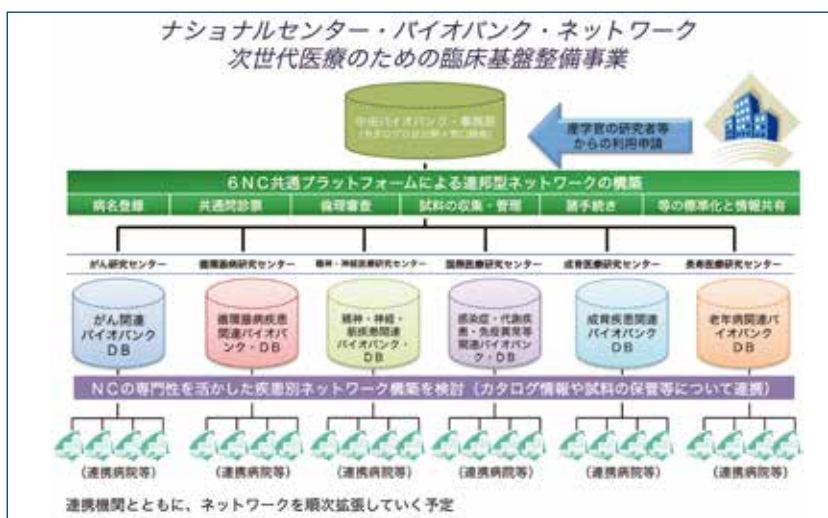 ナショナルセンター・バイオバンク・ネットワーク
次世代医療のための臨床基盤整備事業
中央バイオバンク・事務局
産学官の研究者等
からの利用申請
6NC共通プラットフォームによる連邦型ネットワークの構築
病名登録 共通問診票 倫理審査 試料の収集・管理 諸手続き 等の標準化と情報共有
がん研究センター 循環器病研究センター 精神・神経医療研究センター 国際医療研究センター 成育医療研究センター 長寿医療研究センター
がん関連
バイオバンク
DB
循環器病疾患
関連バイオバ
ンク・DB
精神・神経・
筋疾患関連
バイオバンク・
DB
感染症・代謝疾
患・免疫異常等
関連バイオバン
ク・DB
成育疾患関連
バイオバンク
DB
老年病関連バ
イオバンク
DB
NCの専門性を活かした疾患別ネットワーク構築を検討（カタログ情報や試料の保管等について連携）
（連携病院等） （連携病院等） （連携病院等） （連携病院等） （連携病院等） （連携病院等）
連携機関とともに、ネットワークを順次拡張していく予定